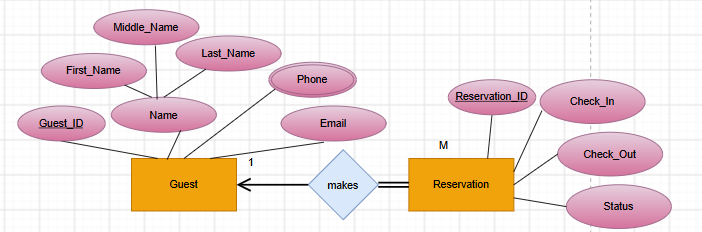 Middle_Name
Last_Name
First_Name
Phone
Name
Guest_ID
Email
Reservation_ID
Check_In
Check_Out
Status
1
M
Guest
makes
Reservation